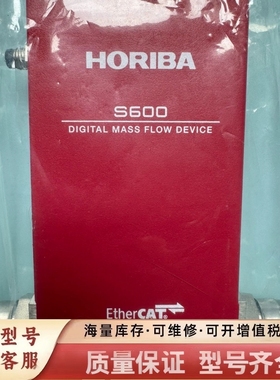 HORIBA
S600
DIGITAL MASS FLOW DEVICE
EtherCAT
型号
客服
海量库存·可维修·可开增值税
质量保证 型号齐